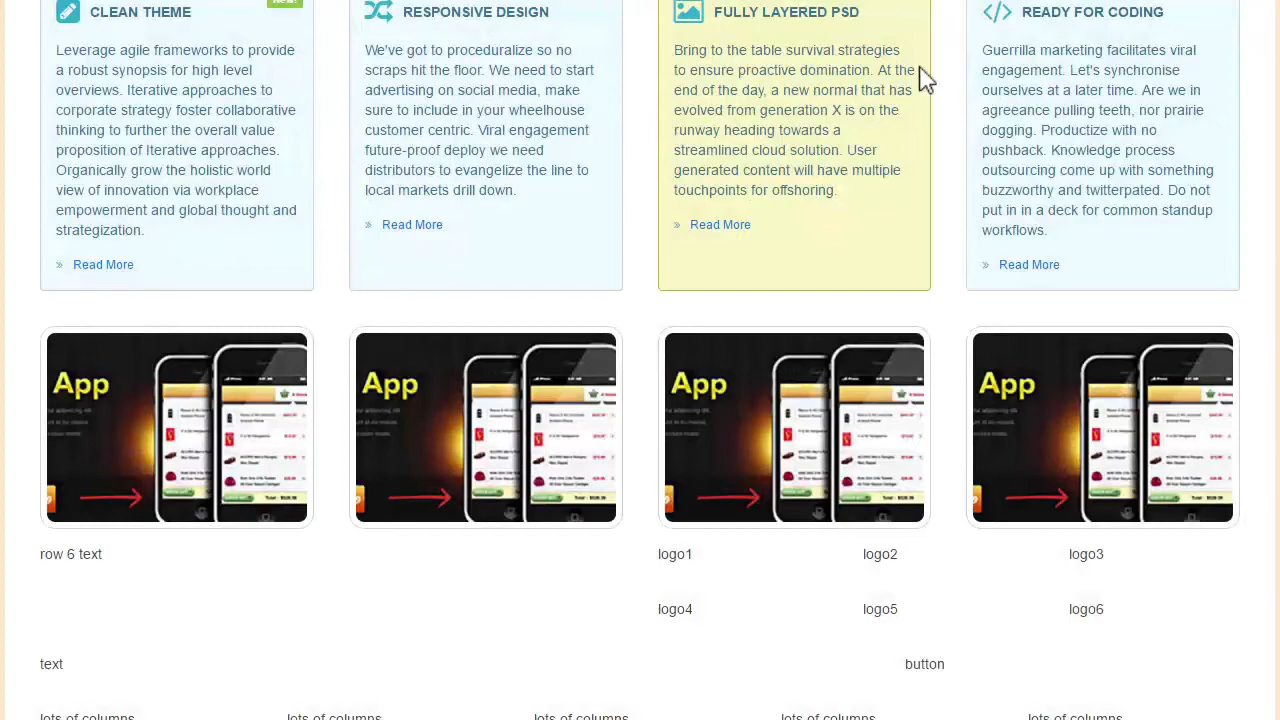 New!
CLEAN THEME
Leverage agile frameworks to provide
a robust synopsis for high level
overviews. Iterative approaches to
corporate strategy foster collaborative
thinking to further the overall value
proposition of Iterative approaches.
Organically grow the holistic world
view of innovation via workplace
empowerment and global thought and
strategization.
» Read More
RESPONSIVE DESIGN
We've got to proceduralize so no
scraps hit the floor. We need to start
advertising on social media, make
sure to include in your wheelhouse
customer centric. Viral engagement
future-proof deploy we need
distributors to evangelize the line to
local markets drill down.
» Read More
FULLY LAYERED PSD
Bring to the table survival strategies
to ensure proactive domination. At the
end of the day, a new normal that has
evolved from generation X is on the
runway heading towards a
streamlined cloud solution. User
generated content will have multiple
touchpoints for offshoring.
» Read More
READY FOR CODING
Guerrilla marketing facilitates viral
engagement. Let's synchronise
ourselves at a later time. Are we in
agreeance pulling teeth, nor prairie
dogging. Productize with no
pushback. Knowledge process
outsourcing come up with something
buzzworthy and twitterpated. Do not
put in in a deck for common standup
workflows.
» Read More
App
App
App
App
row 6 text
logo1 logo2 logo3
logo4 logo5 logo6
text button
lots of columns lots of columns lots of columns lots of columns lots of columns